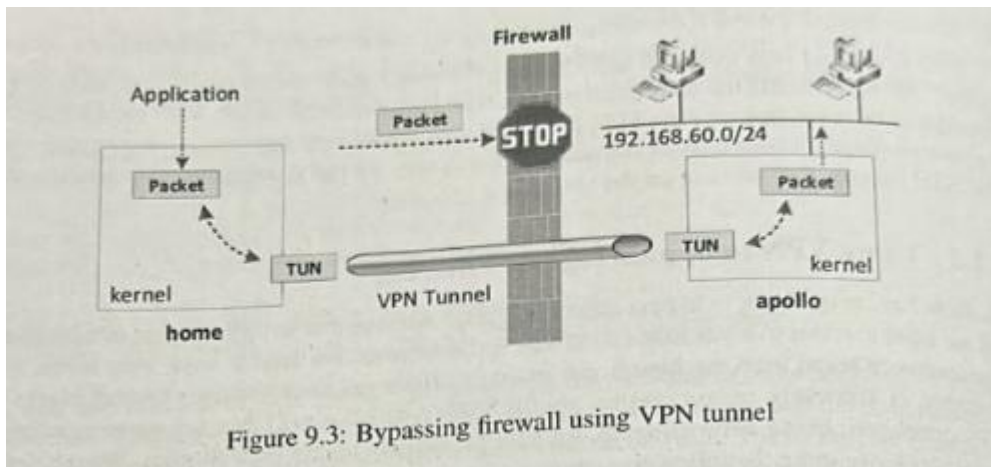 Firewall
Application
Packet
STOP
192.168.60.0/24
Packet
Packet
TUN
TUN
kernel
kernel
VPN Tunnel
apollo
home
Figure 9.3: Bypassing firewall using VPN tunnel